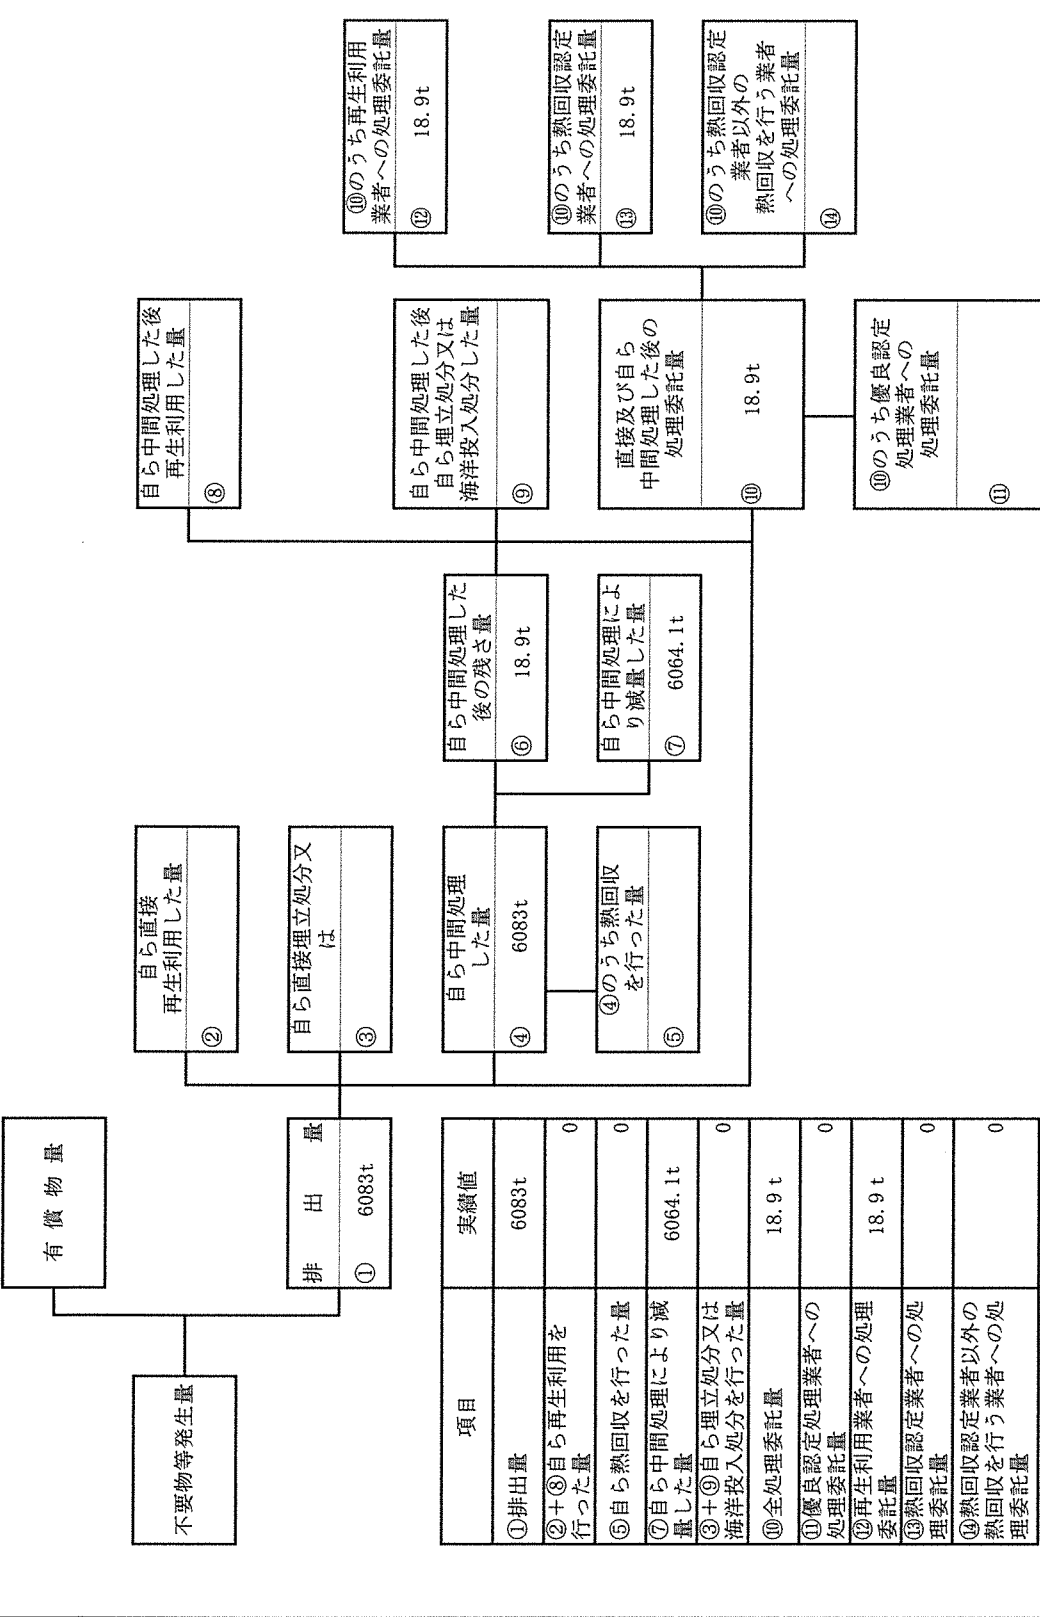 有償物量
不要物等発生量
排出量
① 6083t
自ら直接
再生利用した量
②
自ら直接埋立処分又
は
③
自ら中間処理
した量
④ 6083t
④のうち熱回収
を行った量
⑤
自ら中間処理した
後の残さ量
⑥ 18.9t
自ら中間処理によ
り減量した量
⑦ 6064.1t
自ら中間処理した後
再生利用した量
⑧
自ら中間処理した後
自ら埋立処分又は
海洋投入処分した量
⑨
直接及び自ら
中間処理した後の
処理委託量
⑩ 18.9t
⑩のうち優良認定
処理業者への
処理委託量
⑪
⑩のうち再生利用
業者への処理委託量
⑫ 18.9t
⑩のうち熱回収認定
業者への処理委託量
⑬ 18.9t
⑩のうち熱回収認定
業者以外の
熱回収を行う業者
への処理委託量
⑭
項目 実績値
①排出量 6083t
②+⑧自ら再生利用を
行った量 0
⑤自ら熱回収を行った量 0
⑦自ら中間処理により減
量した量 6064.1t
③+⑨自ら埋立処分又は
海洋投入処分を行った量 0
⑩全処理委託量 18.9 t
⑪優良認定処理業者への
処理委託量 0
⑫再生利用業者への処理
委託量 18.9 t
⑬熱回収認定業者への処
理委託量 0
⑭熱回収認定業者以外の
熱回収を行う業者への処
理委託量 0